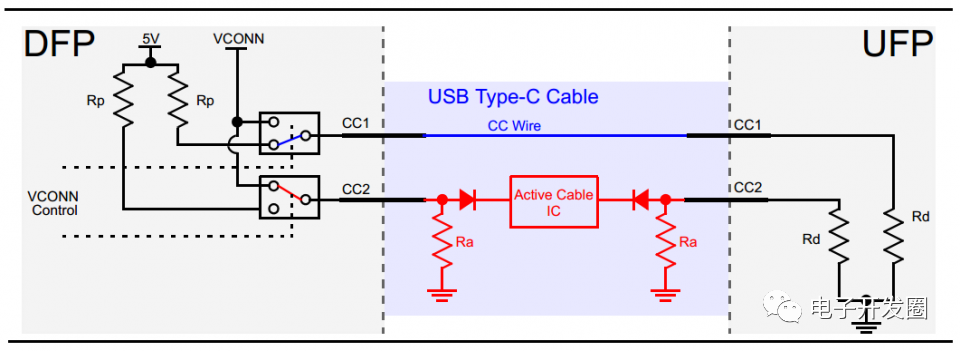 DFP
5V
VCONN
UFP
Rp
Rp
USB Type-C Cable
CC1
CC Wire
CC1
VCONN
Control
CC2
Active Cable
IC
CC2
Ra
Ra
Rd
Rd
电子开发圈